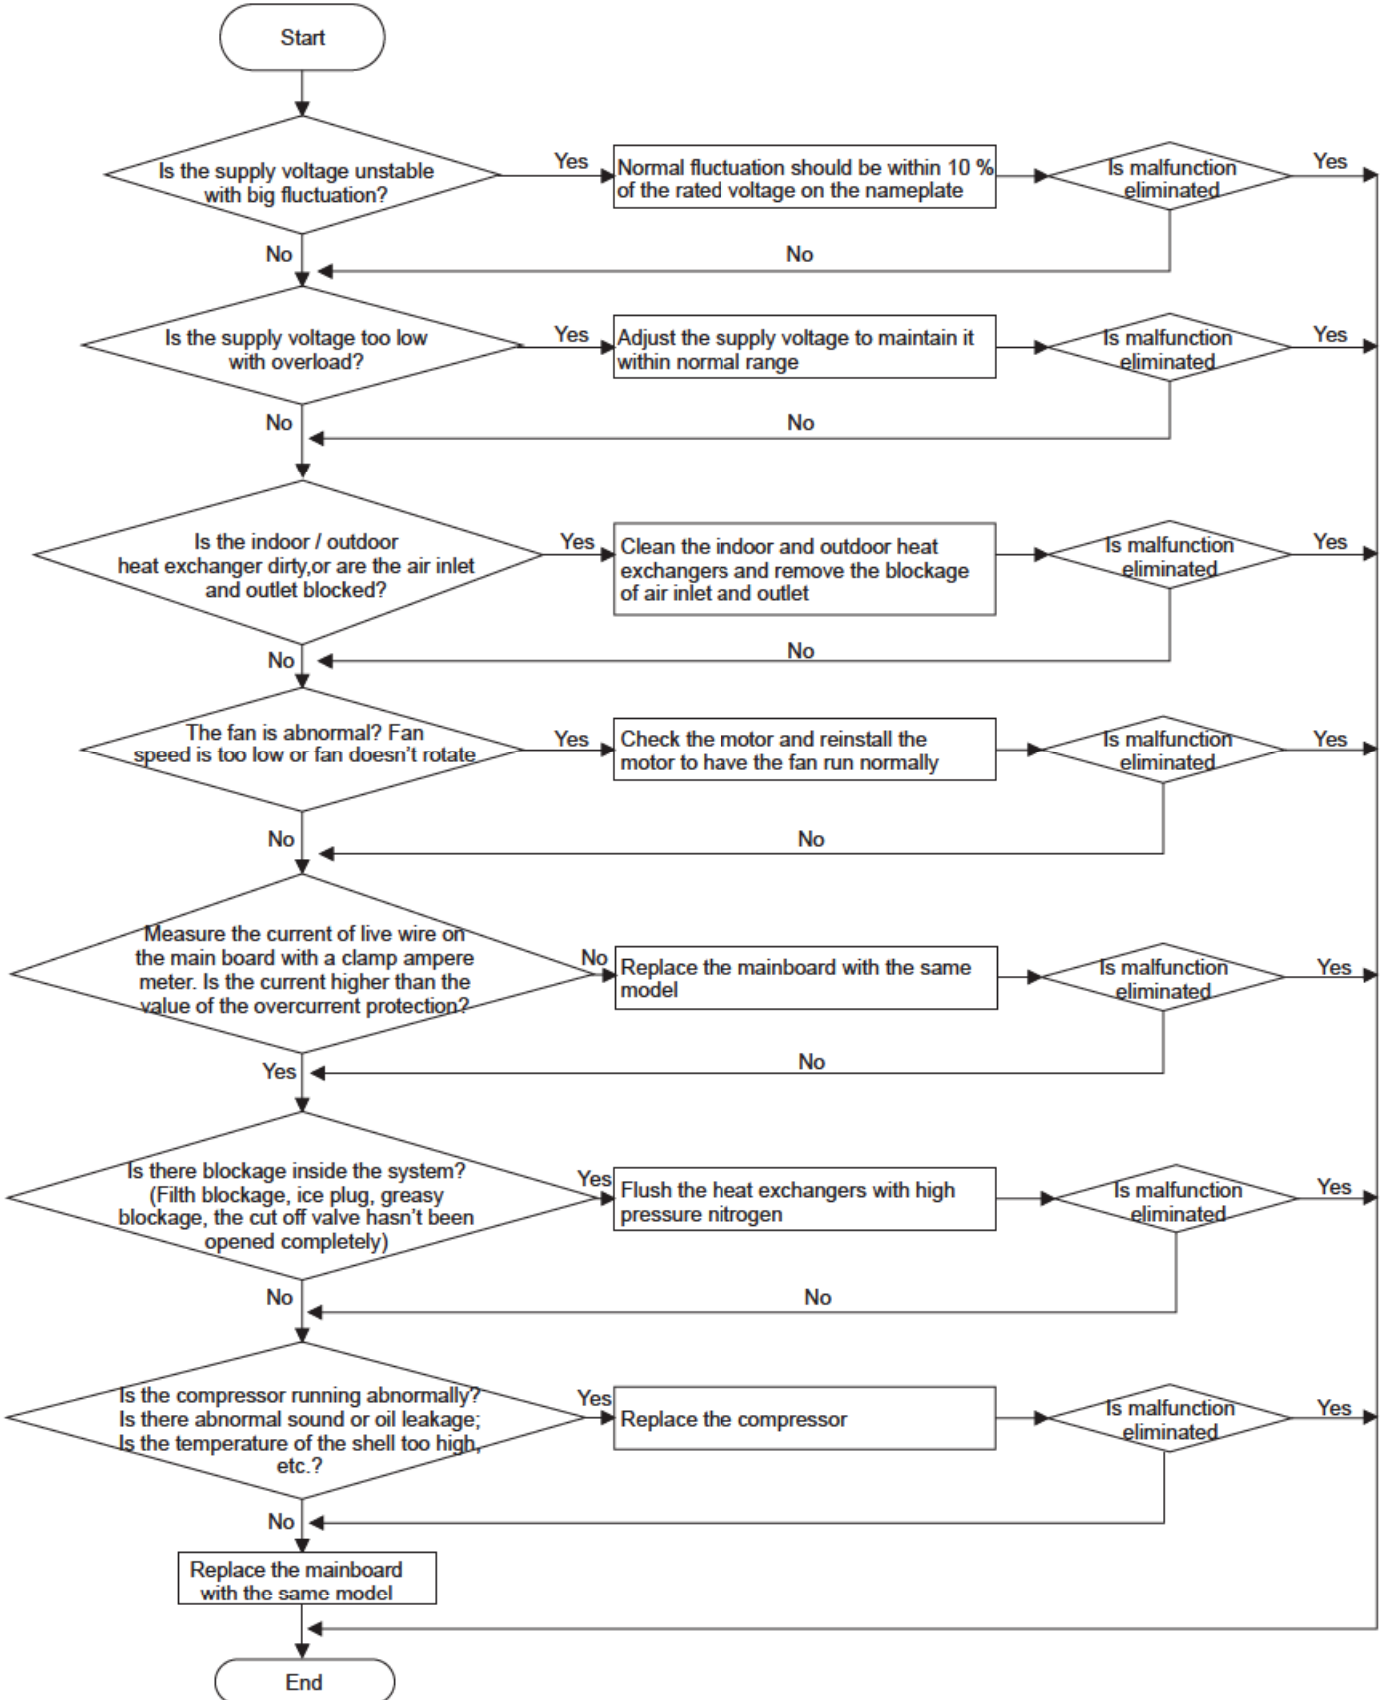 Start
Is the supply voltage unstable
with big fluctuation?
Yes
Normal fluctuation should be within 10 %
of the rated voltage on the nameplate
Is malfunction
eliminated
Yes
No
No
Is the supply voltage too low
with overload?
Yes
Adjust the supply voltage to maintain it
within normal range
Is malfunction
eliminated
Yes
No
No
Is the indoor / outdoor
heat exchanger dirty,or are the air inlet
and outlet blocked?
Yes
Clean the indoor and outdoor heat
exchangers and remove the blockage
of air inlet and outlet
Is malfunction
eliminated
Yes
No
No
The fan is abnormal? Fan
speed is too low or fan doesn't rotate
Yes
Check the motor and reinstall the
motor to have the fan run normally
Is malfunction
eliminated
Yes
No
No
Measure the current of live wire on
the main board with a clamp ampere
meter. Is the current higher than the
value of the overcurrent protection?
No
Replace the mainboard with the same
model
Is malfunction
eliminated
Yes
Yes
No
Is there blockage inside the system?
(Filth blockage, ice plug, greasy
blockage, the cut off valve hasn't been
opened completely)
Yes
Flush the heat exchangers with high
pressure nitrogen
Is malfunction
eliminated
Yes
No
No
Is the compressor running abnormally?
Is there abnormal sound or oil leakage;
Is the temperature of the shell too high,
etc.?
Yes
Replace the compressor
Is malfunction
eliminated
Yes
No
Replace the mainboard
with the same model
End